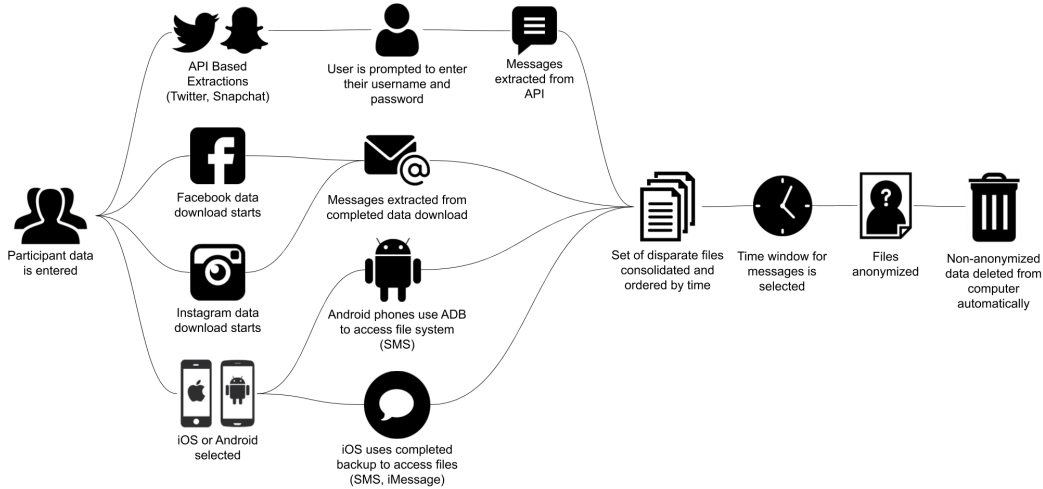 API Based
Extractions
(Twitter, Snapchat)
User is prompted to enter
their username and
password
Messages
extracted from
API
Facebook data
download starts
@
Messages extracted from
completed data download
Participant data
is entered
Instagram data
download starts
Android phones use ADB
to access file system
(SMS)
iOS or Android
selected
iOS uses completed
backup to access files
(SMS, iMessage)
Set of disparate files
consolidated and
ordered by time
Time window for
messages is
selected
?
Files
anonymized
Non-anonymized
data deleted from
computer
automatically